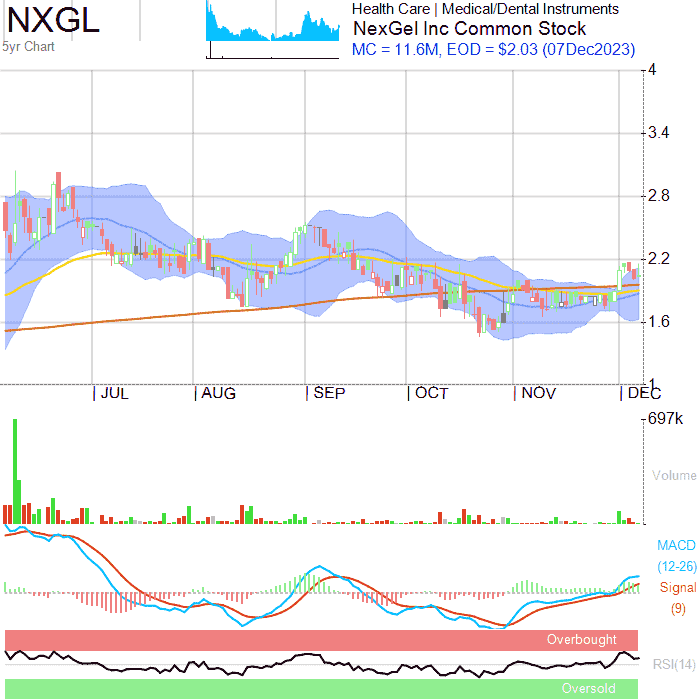 NXGL
5yr Chart
Health Care | Medical/Dental Instruments
NexGel Inc Common Stock
MC = 11.6M, EOD = $2.03 (07Dec2023)
4
3.4
2.8
2.2
1.6
1
JUL AUG SEP OCT NOV DEC
697k
Volume
MACD
(12-26)
Signal
(9)
Overbought
RSI(14)
Oversold